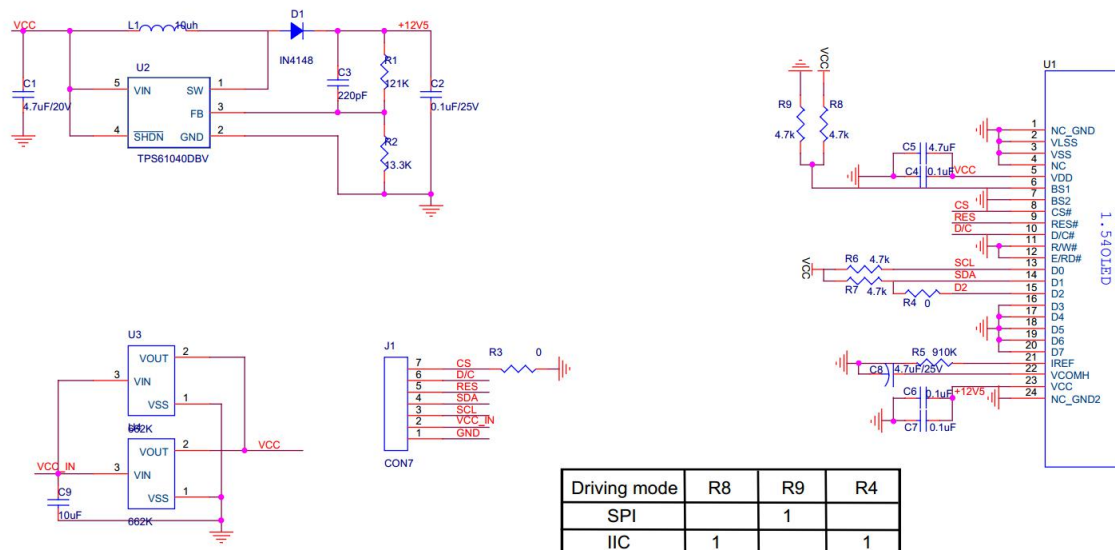 VCC
L1
10uh
D1
IN4148
+12V5
U2
C1
4.7uF/20V
5
VIN
SW
1
FB
3
4
SHDN
GND
2
TPS61040DBV
C3
220pF
R1
121K
C2
0.1uF/25V
R2
13.3K
U3
VOUT
2
3
VIN
VSS
1
662K
VOUT
2
VCC
VCC_IN
3
VIN
VSS
1
662K
C9
10uF
J1
7
CS
R3
0
6
D/C
5
RES
4
SDA
3
SCL
2
VCC_IN
1
GND
CON7
VCC
R9
R8
4.7k
4.7k
C5
4.7uF
C4
0.1uF
VCC
CS
RES
D/C
VCC
R6
4.7k
SCL
SDA
R7
4.7k
R4
0
D2
R5
910K
C8
4.7uF/25V
C6
0.1uF
+12V5
C7
0.1uF
U1
1
NC_GND
2
VLSS
3
VSS
4
NC
5
VDD
6
BS1
7
BS2
8
CS#
9
RES#
10
D/C#
11
R/W#
12
E/RD#
13
D0
14
D1
15
D2
16
D3
17
D4
18
D5
19
D6
20
D7
21
IREF
22
VCOMH
23
VCC
24
NC_GND2
1.54OLED
Driving mode R8 R9 R4
SPI 1
IIC 1 1